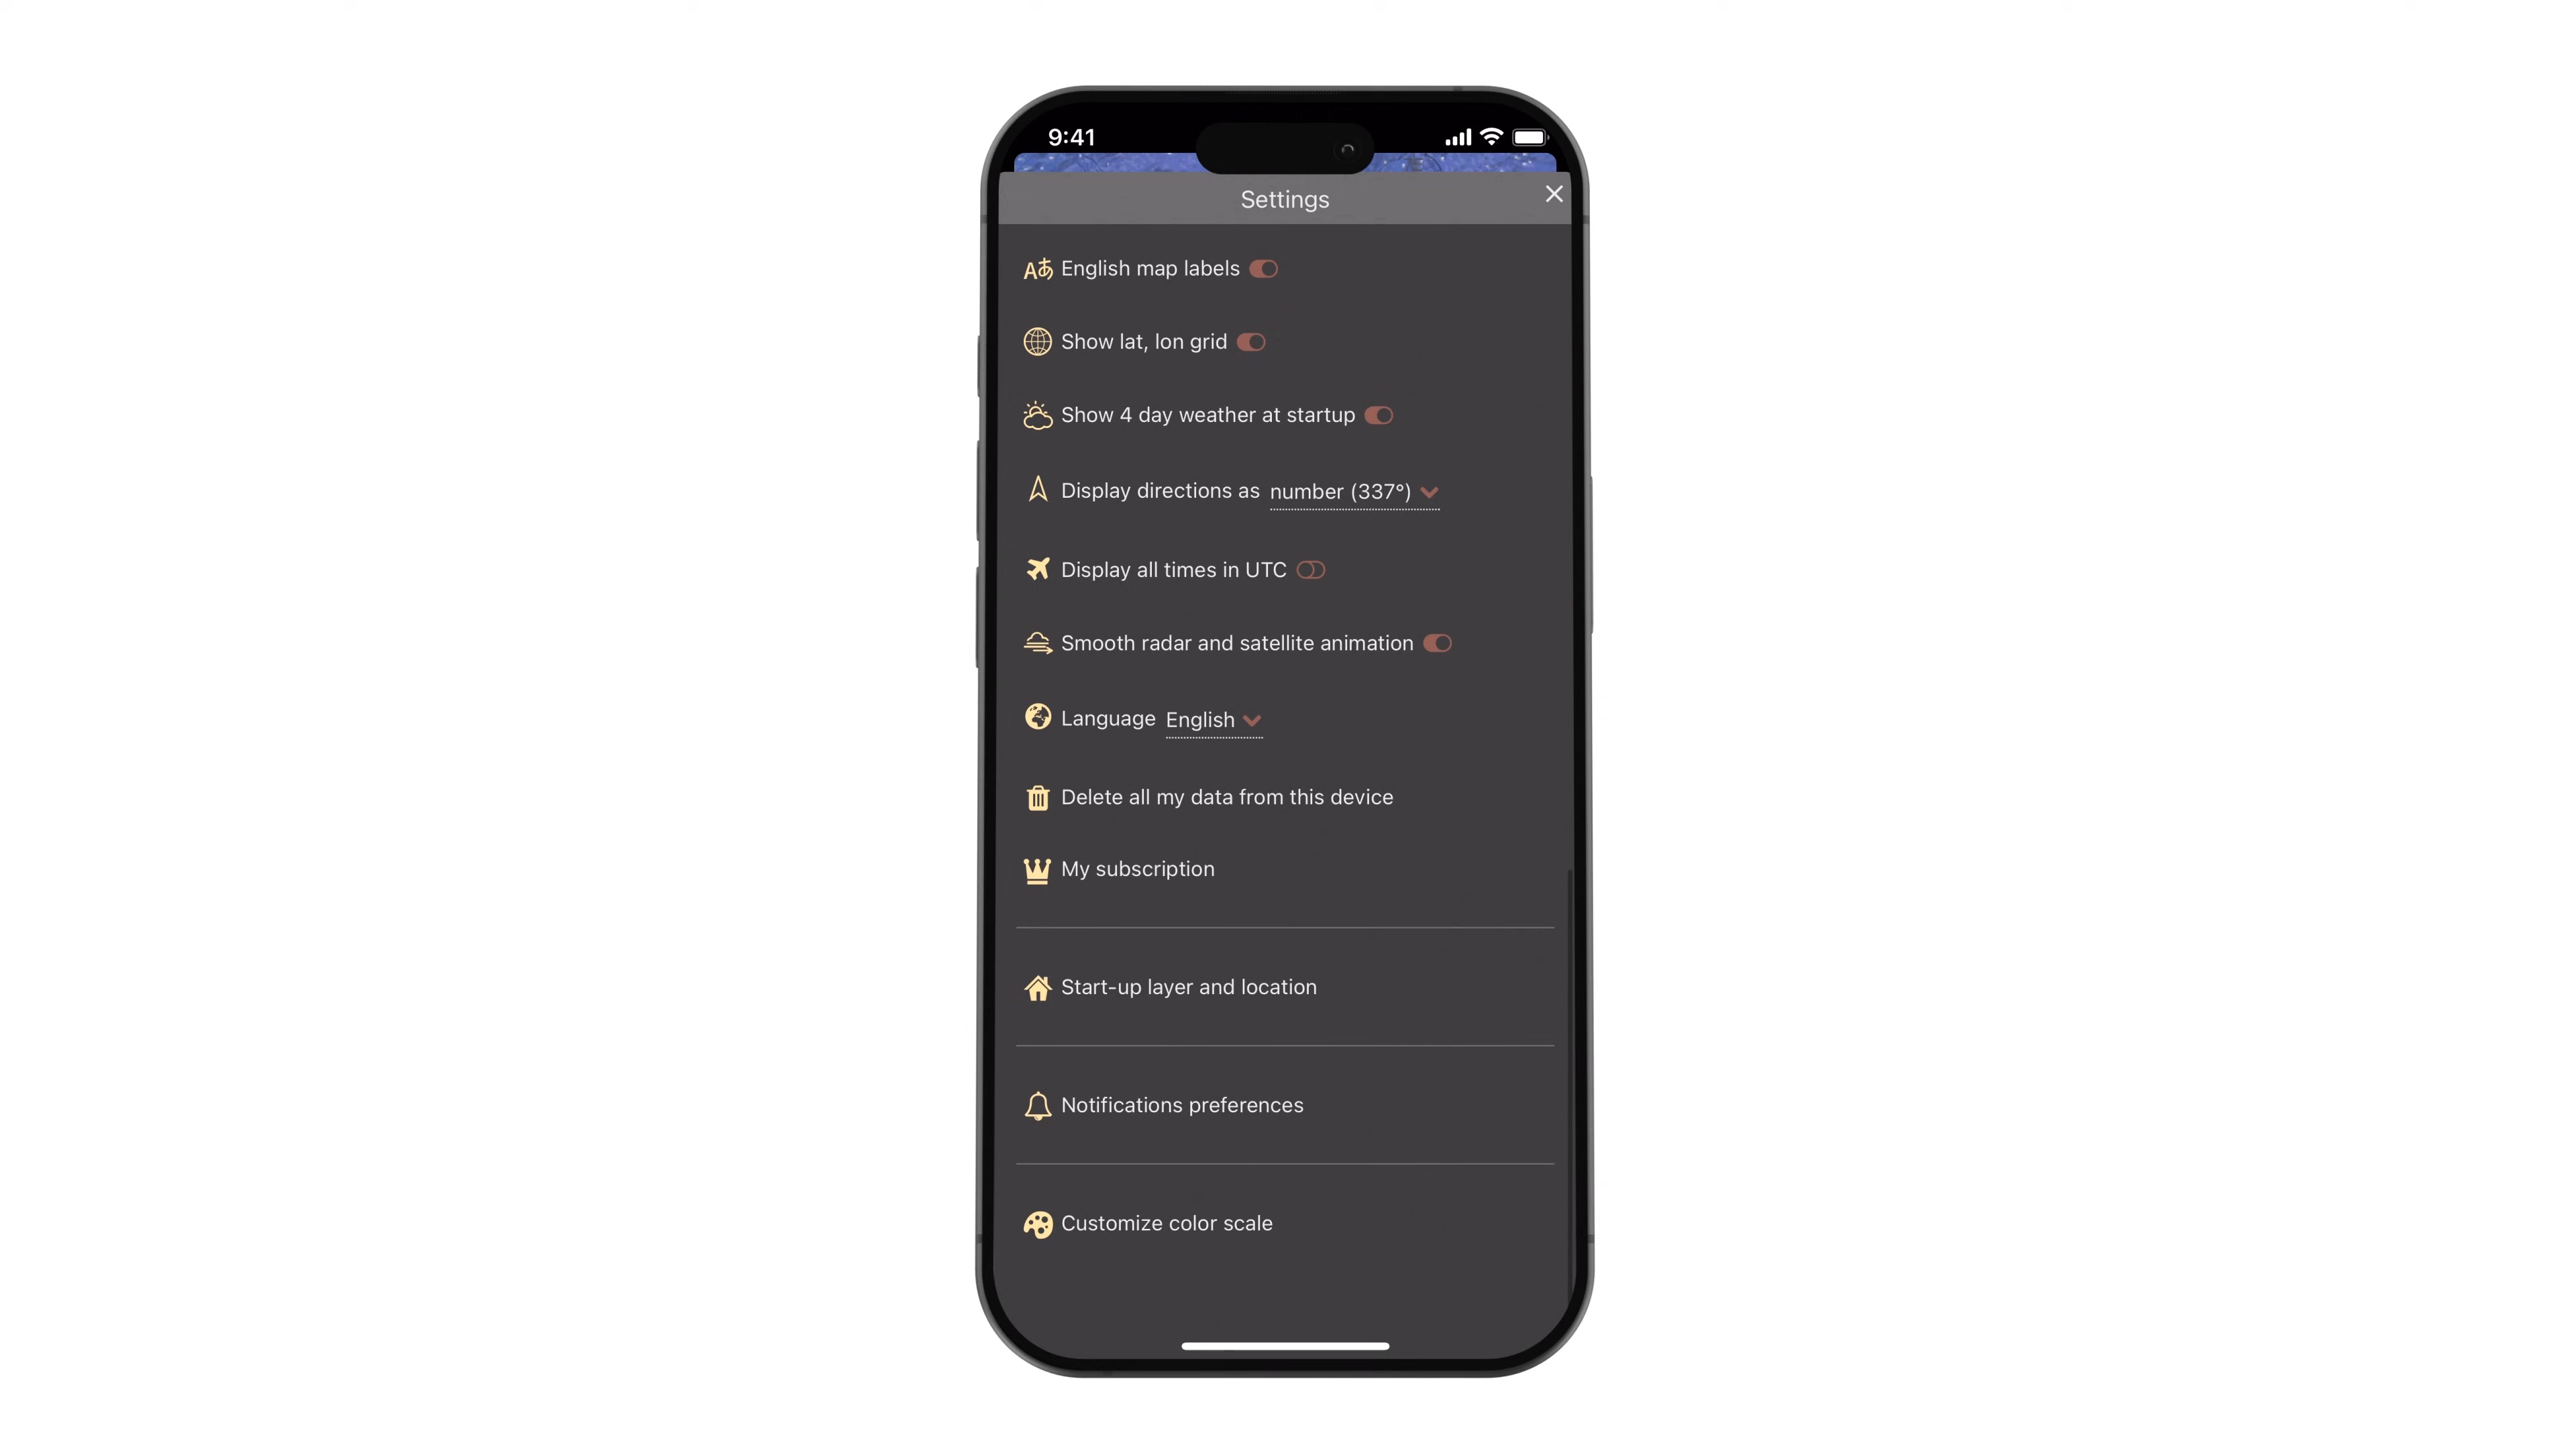 9:41
Settings
Aあ English map labels
Show lat, lon grid
Show 4 day weather at startup
Display directions as number (337°)
Display all times in UTC
Smooth radar and satellite animation
Language English
Delete all my data from this device
My subscription
Start-up layer and location
Notifications preferences
Customize color scale